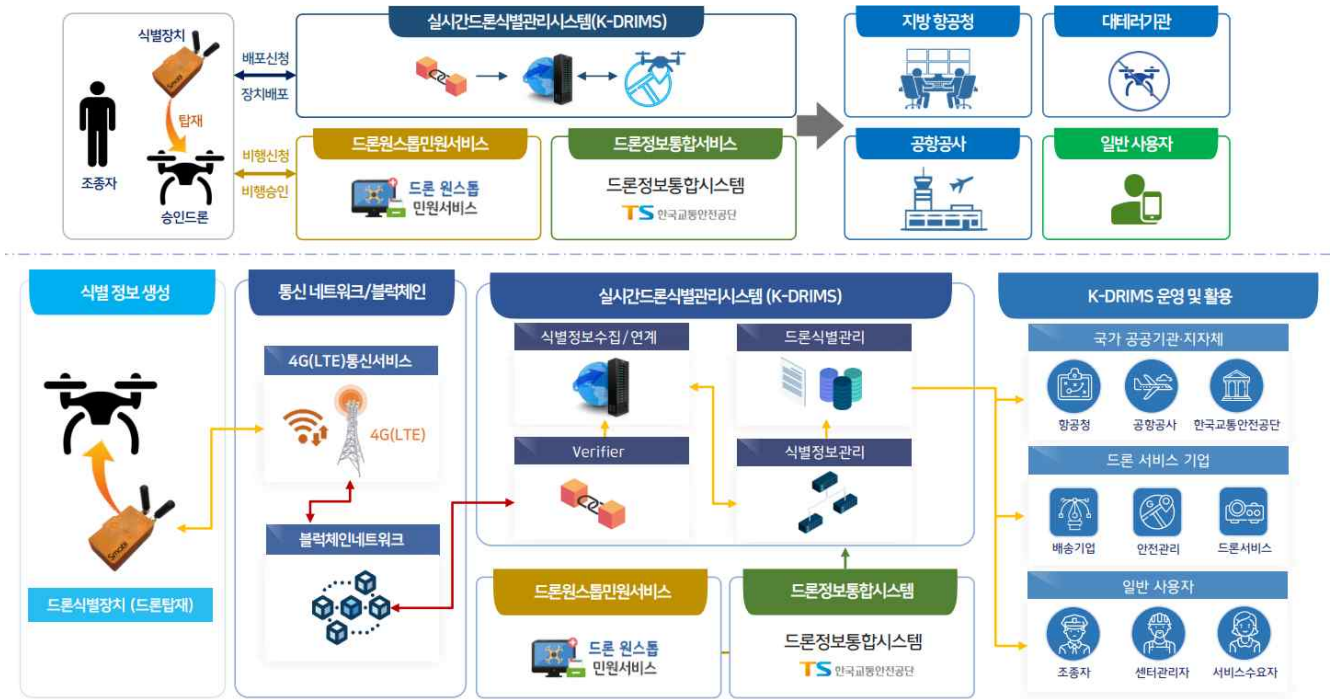 식별장치
탑재
조종자
승인드론
배포신청
장치배포
비행신청
비행승인
실시간드론식별관리시스템(K-DRIMS)
드론원스톱민원서비스
드론 원스톱
민원서비스
드론정보통합서비스
드론정보통합시스템
TS 한국교통안전공단
지방 항공청
대테러기관
공항공사
일반 사용자
식별 정보 생성
드론식별장치 (드론탑재)
통신 네트워크/블럭체인
4G(LTE)통신서비스
4G(LTE)
블럭체인네트워크
실시간드론식별관리시스템 (K-DRIMS)
식별정보수집/연계
드론식별관리
Verifier
식별정보관리
드론원스톱민원서비스
드론 원스톱
민원서비스
드론정보통합시스템
드론정보통합시스템
TS 한국교통안전공단
K-DRIMS 운영 및 활용
국가 공공기관·지자체
항공청
공항공사
한국교통안전공단
드론 서비스 기업
배송기업
안전관리
드론서비스
일반 사용자
조종자
센터관리자
서비스수요자